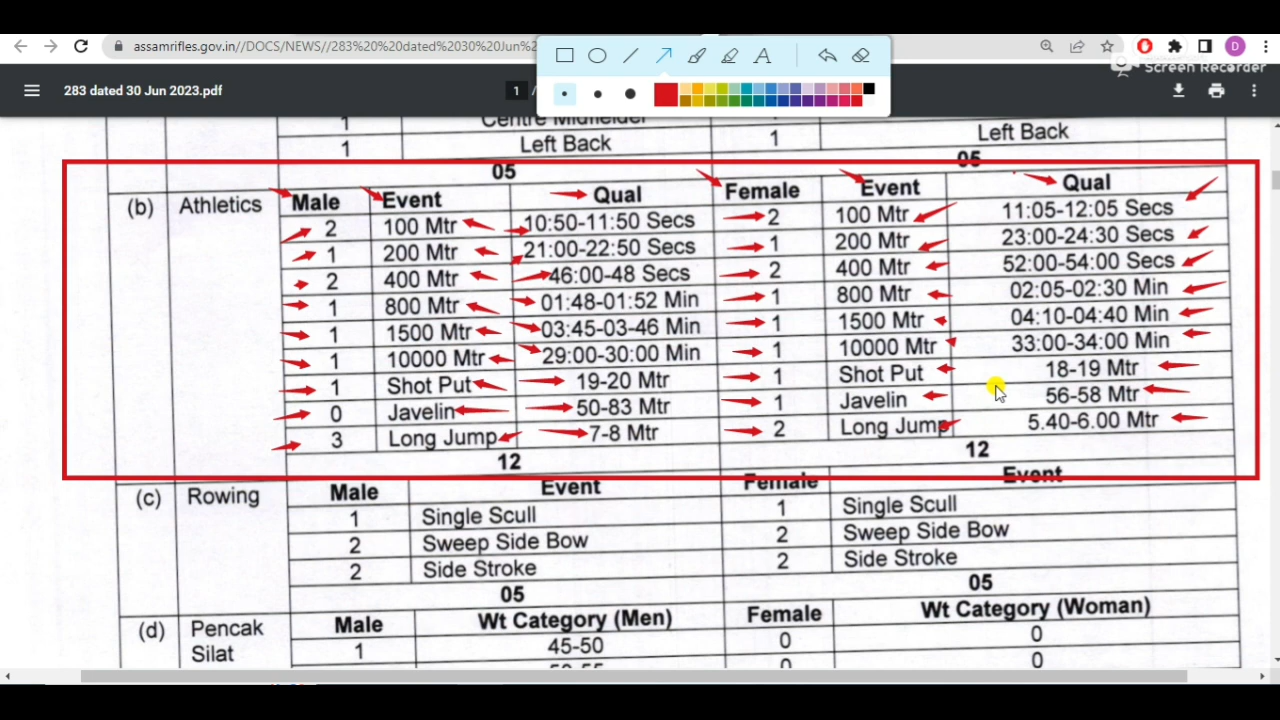 assamrifles.gov.in//DOCS/NEWS//283%20%20dated%2030%20Jun%2
A
D
Screen Recorder
283 dated 30 Jun 2023.pdf
1 /
1 Centre Midfielder
1 Left Back 1 Left Back
05 05
(b) Athletics Male Event Qual Female Event Qual
2 100 Mtr 10:50-11:50 Secs 2 100 Mtr 11:05-12:05 Secs
1 200 Mtr 21:00-22:50 Secs 1 200 Mtr 23:00-24:30 Secs
2 400 Mtr 46:00-48 Secs 2 400 Mtr 52:00-54:00 Secs
1 800 Mtr 01:48-01:52 Min 1 800 Mtr 02:05-02:30 Min
1 1500 Mtr 03:45-03-46 Min 1 1500 Mtr 04:10-04:40 Min
1 10000 Mtr 29:00-30:00 Min 1 10000 Mtr 33:00-34:00 Min
1 Shot Put 19-20 Mtr 1 Shot Put 18-19 Mtr
0 Javelin 50-83 Mtr 1 Javelin 56-58 Mtr
3 Long Jump 7-8 Mtr 2 Long Jump 5.40-6.00 Mtr
12 12
(c) Rowing Male Event Female Event
1 Single Scull 1 Single Scull
2 Sweep Side Bow 2 Sweep Side Bow
2 Side Stroke 2 Side Stroke
05 05
(d) Pencak Silat Male Wt Category (Men) Female Wt Category (Woman)
1 45-50 0 0
0 0